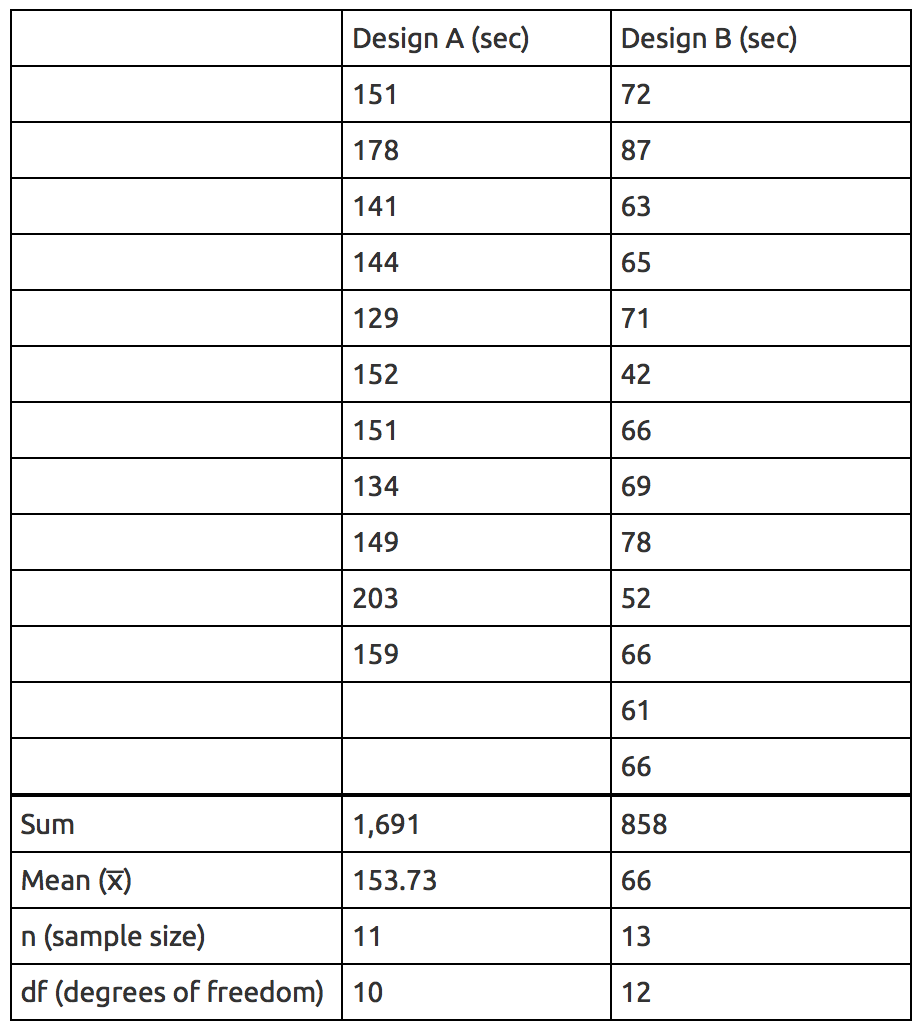 Design A (sec) Design B (sec)
151 72
178 87
141 63
144 65
129 71
152 42
151 66
134 69
149 78
203 52
159 66
61
66
Sum 1,691 858
Mean (x̅) 153.73 66
n (sample size) 11 13
df (degrees of freedom) 10 12